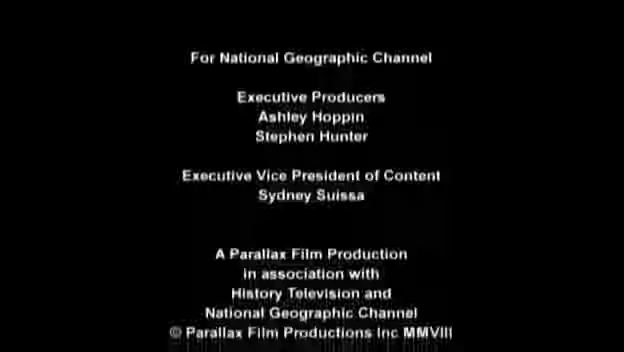 For National Geographic Channel
Executive Producers
Ashley Hoppin
Stephen Hunter
Executive Vice President of Content
Sydney Suissa
A Parallax Film Production
in association with
History Television and
National Geographic Channel
© Parallax Film Productions Inc MMVIII